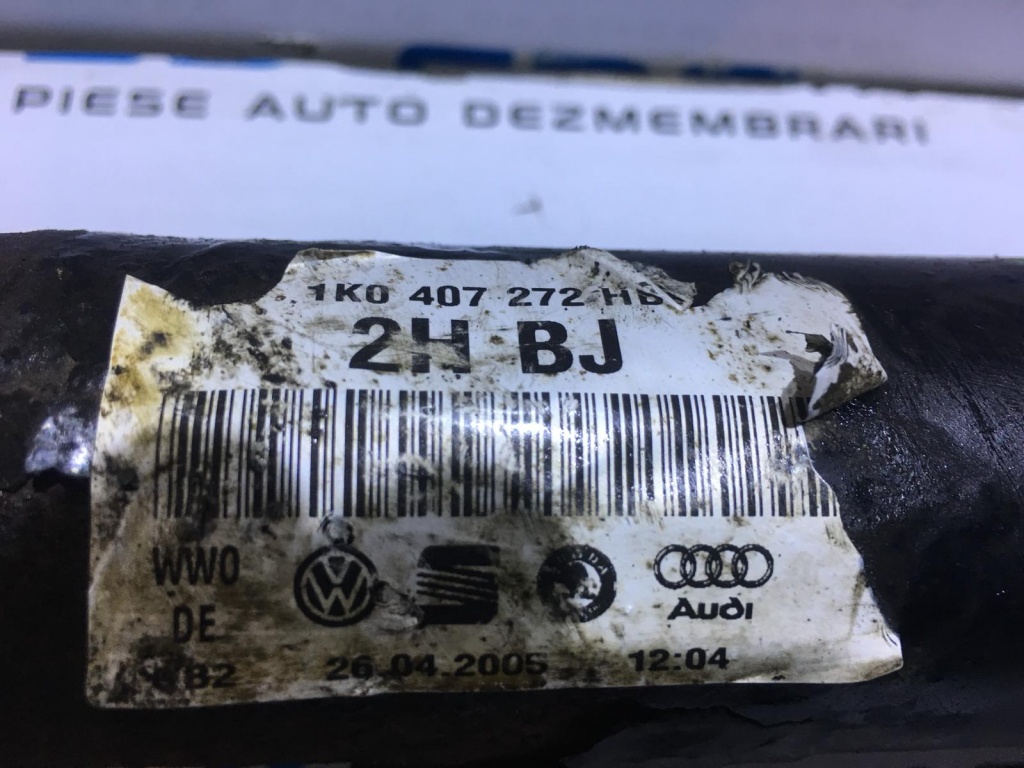 PIESE AUTO DEZMEMBRARI
1K0 407 272 HB
2H BJ
WW0
DE
26.04.2005 12:04
Audi